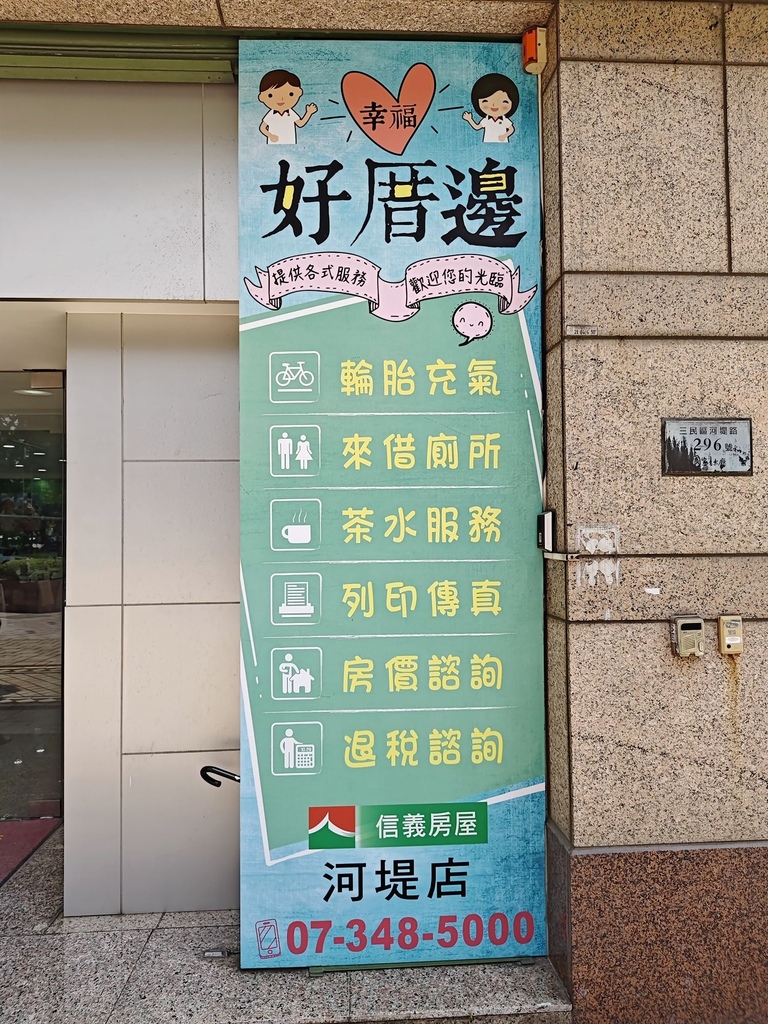 幸福
好厝邊
提供各式服務 歡迎您的光臨
輪胎充氣
來借廁所
茶水服務
列印傳真
房價諮詢
退稅諮詢
信義房屋
河堤店
07-348-5000
三民區河堤路
296號